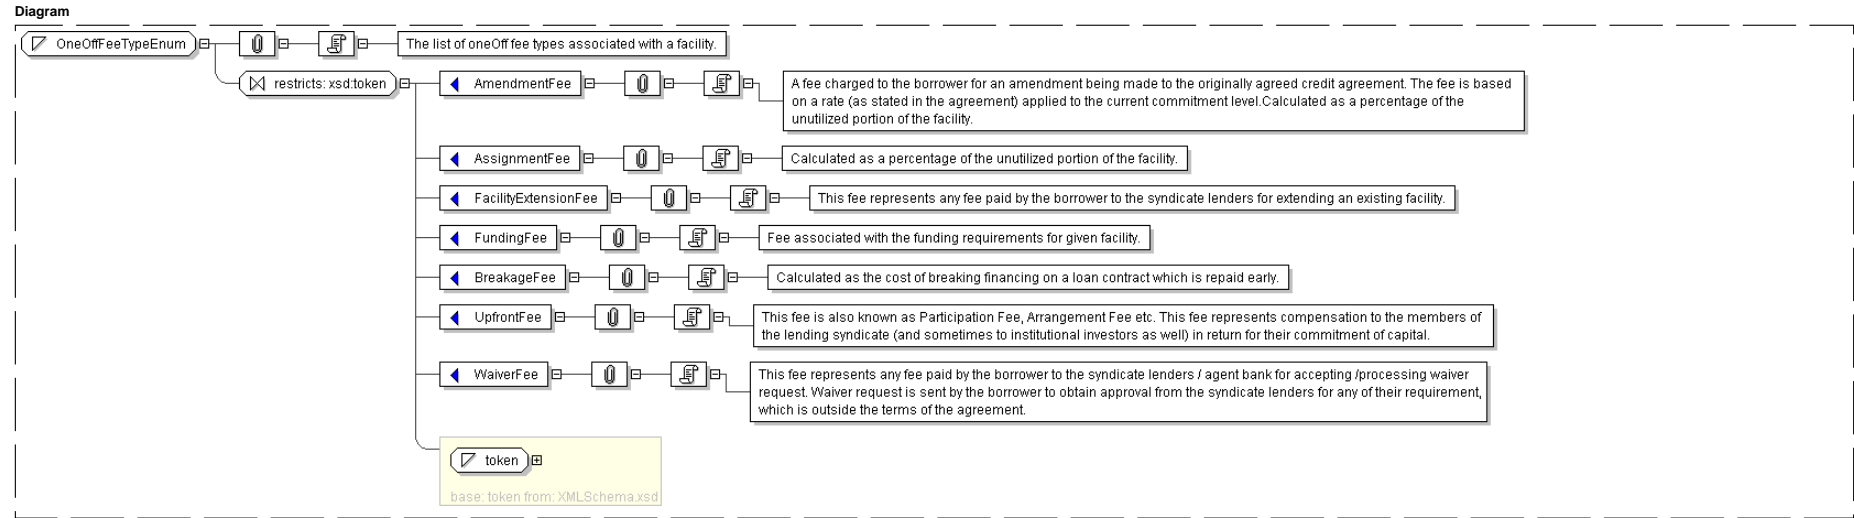 Diagram
OneOffFeeTypeEnum
The list of oneOff fee types associated with a facility.
restricts: xsd:token
AmendmentFee
A fee charged to the borrower for an amendment being made to the originally agreed credit agreement. The fee is based
on a rate (as stated in the agreement) applied to the current commitment level.Calculated as a percentage of the
unutilized portion of the facility.
AssignmentFee
Calculated as a percentage of the unutilized portion of the facility.
FacilityExtensionFee
This fee represents any fee paid by the borrower to the syndicate lenders for extending an existing facility.
FundingFee
Fee associated with the funding requirements for given facility.
BreakageFee
Calculated as the cost of breaking financing on a loan contract which is repaid early.
UpfrontFee
This fee is also known as Participation Fee, Arrangement Fee etc. This fee represents compensation to the members of
the lending syndicate (and sometimes to institutional investors as well) in return for their commitment of capital.
WaiverFee
This fee represents any fee paid by the borrower to the syndicate lenders / agent bank for accepting /processing waiver
request. Waiver request is sent by the borrower to obtain approval from the syndicate lenders for any of their requirement,
which is outside the terms of the agreement.
token
base: token from: XMLSchema.xsd